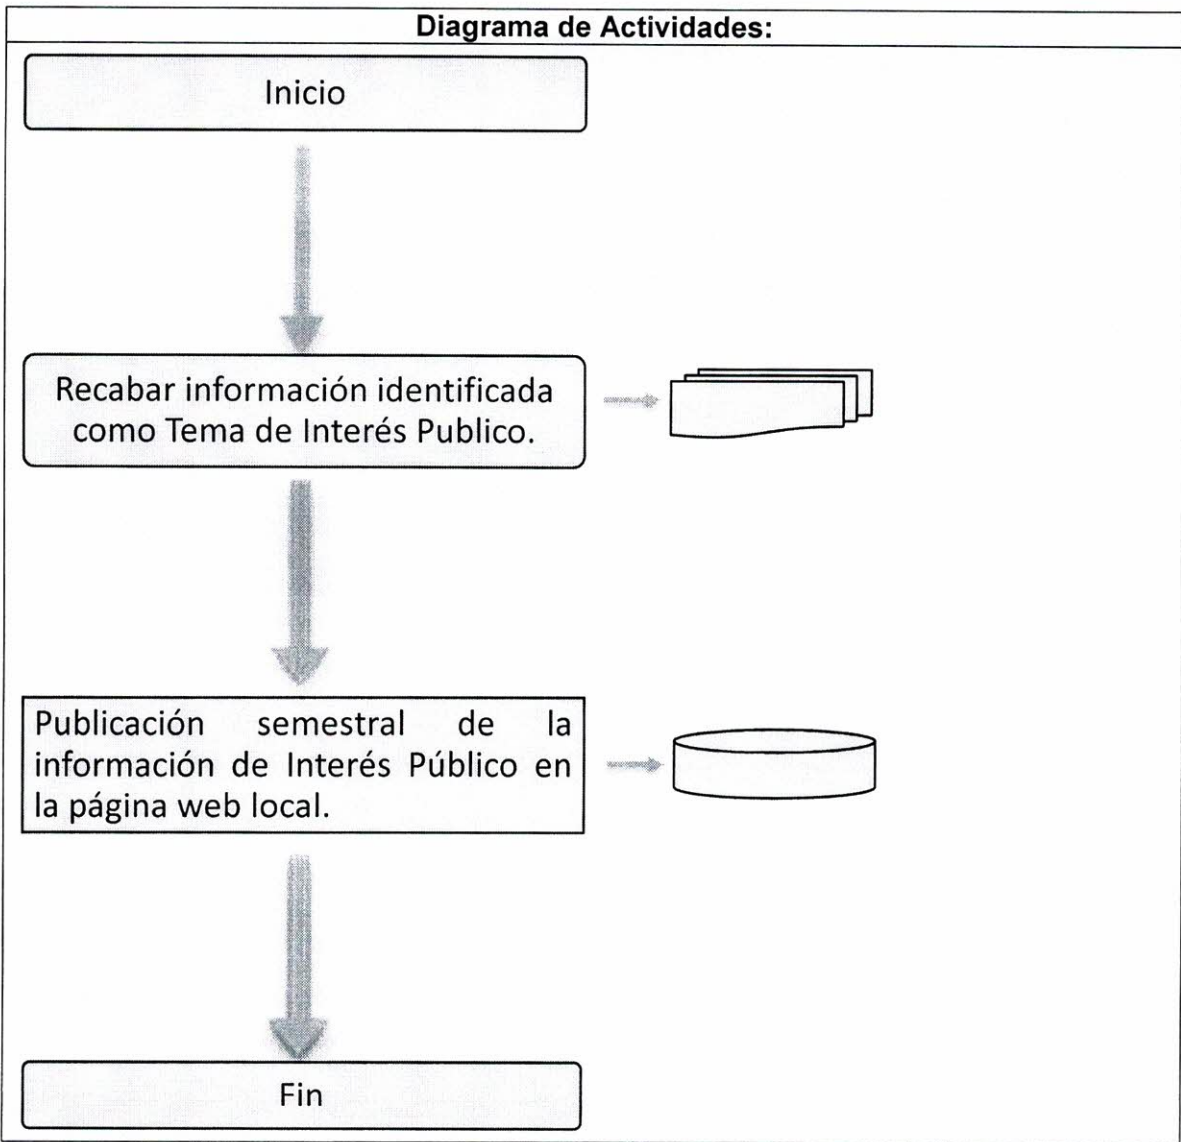 Diagrama de Actividades:
Inicio
Recabar información identificada
como Tema de Interés Publico.
Publicación semestral de la
información de Interés Público en
la página web local.
Fin